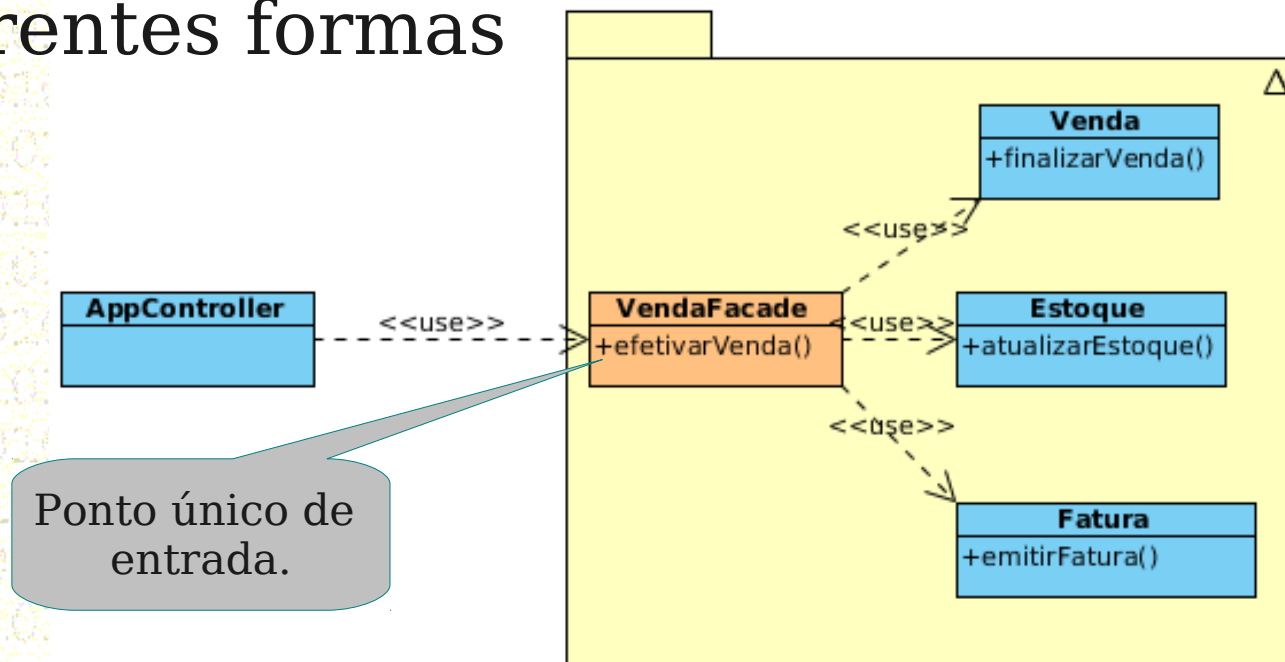 rentes formas
Venda
+finalizarVenda()
<<use>>
AppController
<<use>>
VendaFacade
+efetivarVenda()
<<use>>
Estoque
+atualizarEstoque()
<<use>>
Ponto único de
entrada.
Fatura
+emitirFatura()